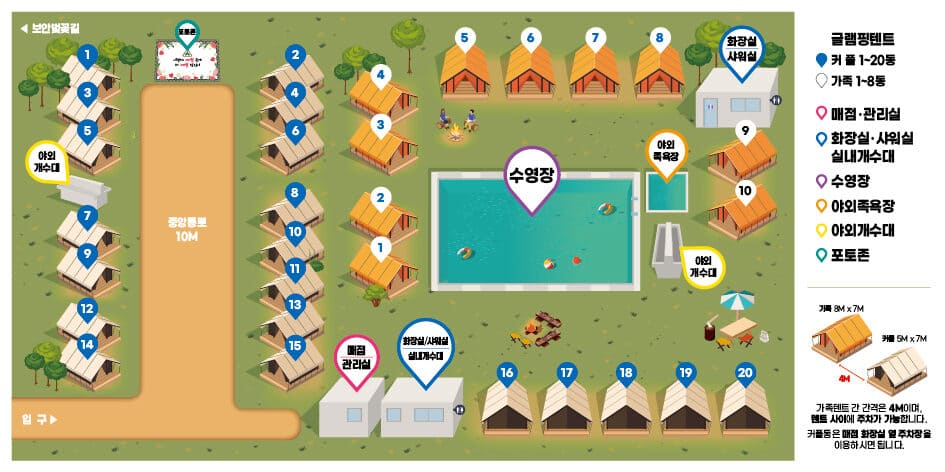 ◀ 보안벚꽃길
포토존
1
3
5
야외
개수대
7
9
12
14
중앙통로
10M
입 구 ▶
2
4
6
8
10
11
13
15
4
3
2
1
5
6
7
8
화장실
샤워실
수영장
야외
족욕장
9
10
야외
개수대
매점
관리실
화장실/샤워실
실내개수대
16
17
18
19
20
글램핑텐트
커 플 1~20동
가족 1~8동
매점·관리실
화장실·샤워실
실내개수대
수영장
야외족욕장
야외개수대
포토존
가족 8M x 7M
커플 5M x 7M
4M
가족텐트 간 간격은 4M이며,
텐트 사이에 주차가 가능합니다.
커플동은 매점 화장실 옆 주차장을
이용하시면 됩니다.